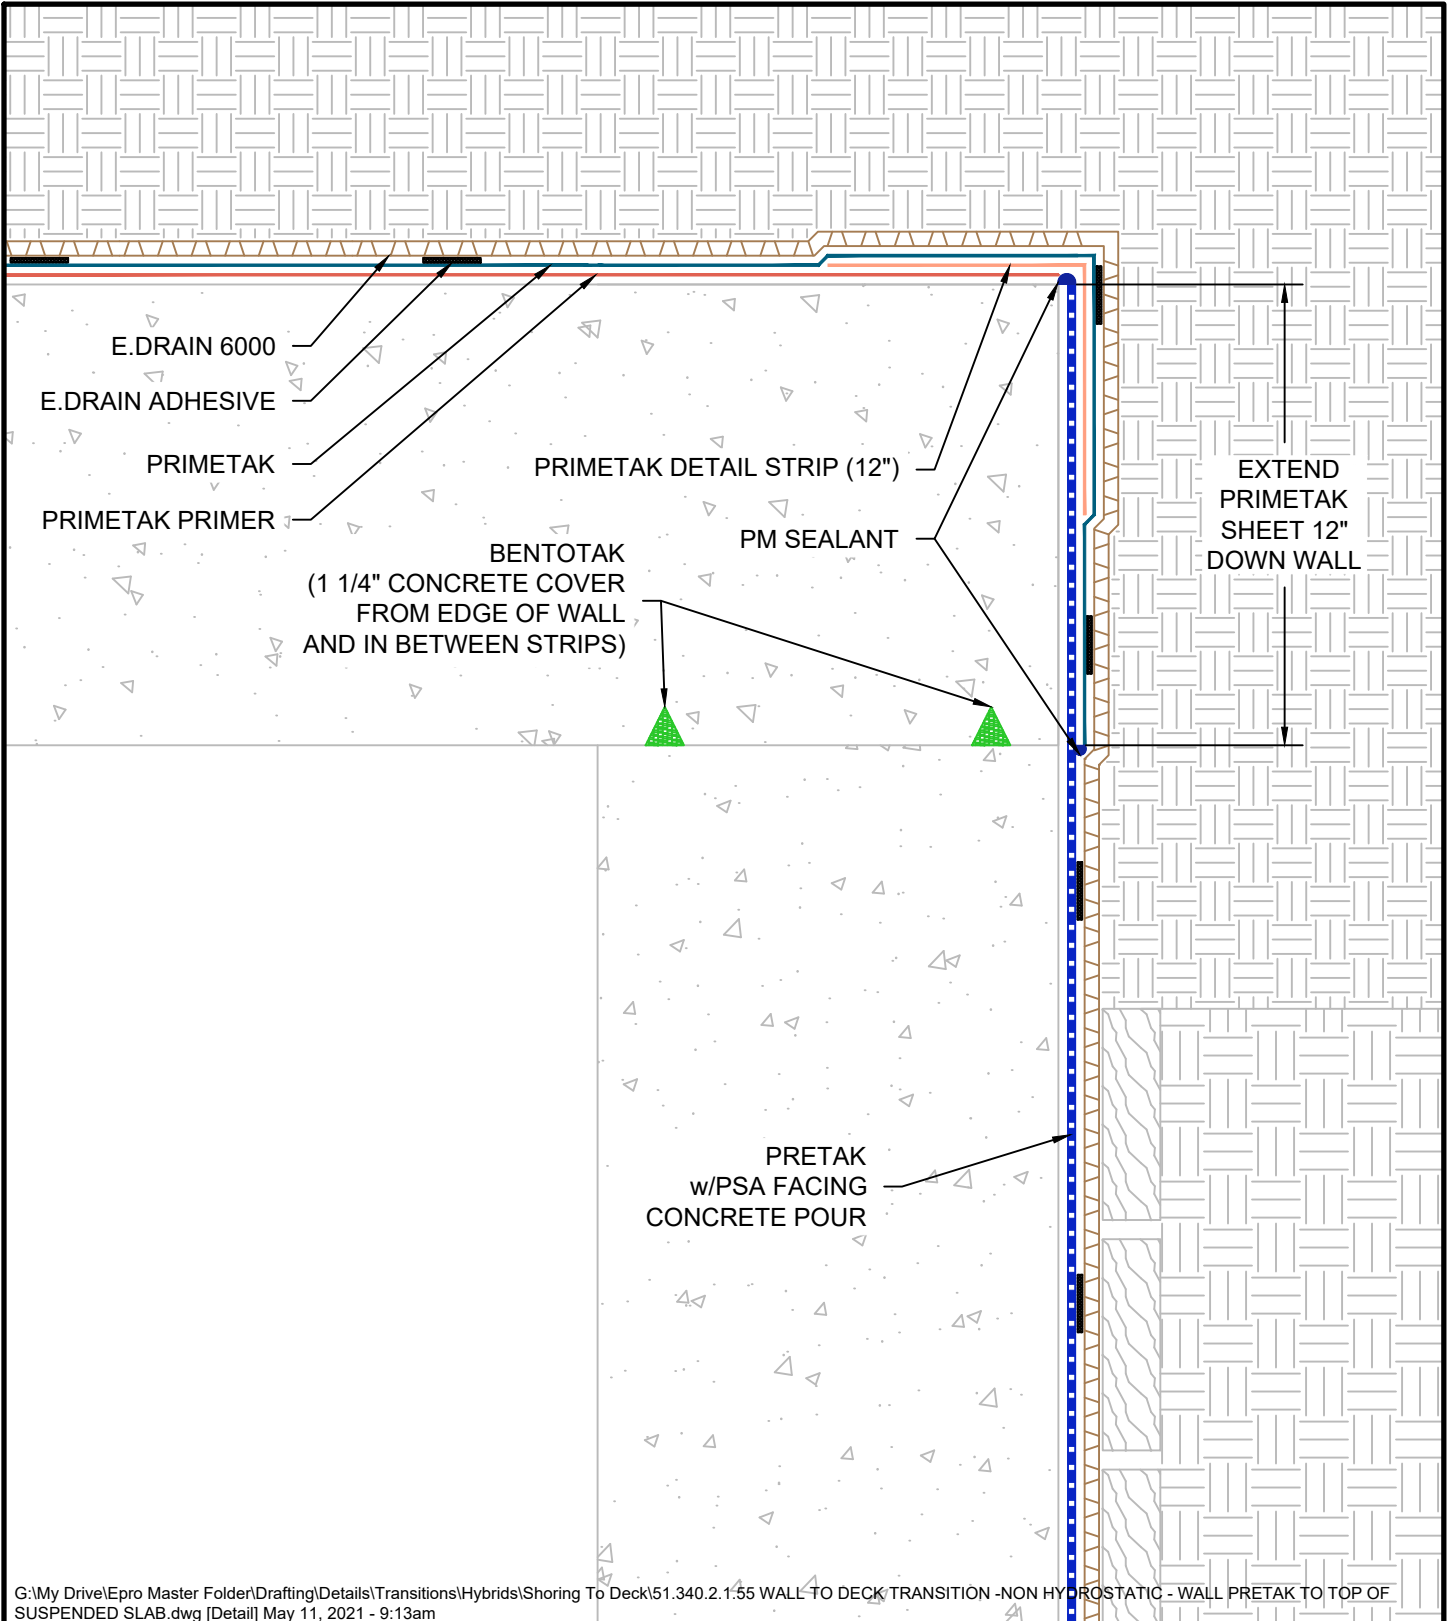 E.DRAIN 6000
E.DRAIN ADHESIVE
PRIMETAK
PRIMETAK PRIMER
PRIMETAK DETAIL STRIP (12")
PM SEALANT
BENTOTAK
(1 1/4" CONCRETE COVER
FROM EDGE OF WALL
AND IN BETWEEN STRIPS)
EXTEND
PRIMETAK
SHEET 12"
DOWN WALL
PRETAK
w/PSA FACING
CONCRETE POUR
G:\My Drive\Epro Master Folder\Drafting\Details\Transitions\Hybrids\Shoring To Deck\51.340.2.1.55 WALL TO DECK TRANSITION -NON HYDROSTATIC - WALL PRETAK TO TOP OF
SUSPENDED SLAB.dwg [Detail] May 11, 2021 - 9:13am